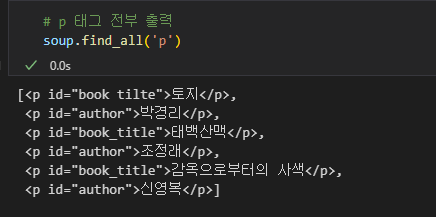 # p 태그 전부 출력
soup.find_all('p')
0.0s
[<p id="book tilte">토지</p>,
<p id="author">박경리</p>,
<p id="book_title">태백산맥</p>,
<p id="author">조정래</p>,
<p id="book_title">감옥으로부터의 사색</p>,
<p id="author">신영복</p>]